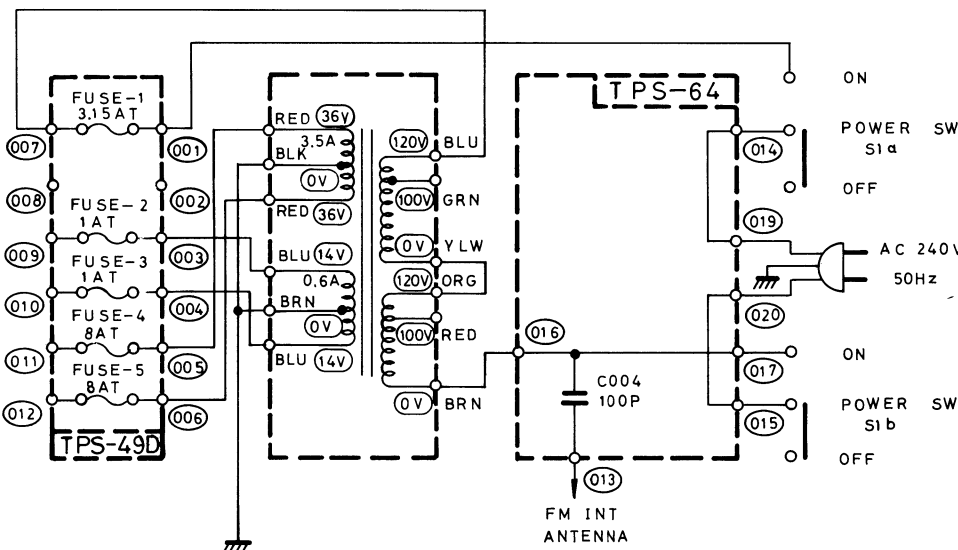 FUSE-1
3.15AT
007
001
008
002
FUSE-2
1AT
009
003
FUSE-3
1AT
010
004
FUSE-4
8AT
011
005
FUSE-5
8AT
012
006
TPS-49D
RED 36V
3.5A
BLK
0V
RED 36V
BLU 14V
0.6A
BRN
0V
BLU 14V
120V BLU
100V GRN
0V YLW
120V ORG
100V RED
0V BRN
TPS-64
016
C004
100P
013
FM INT
ANTENNA
014
019
020
017
015
ON
POWER SW
S1a
OFF
AC 240V
50Hz
ON
POWER SW
S1b
OFF